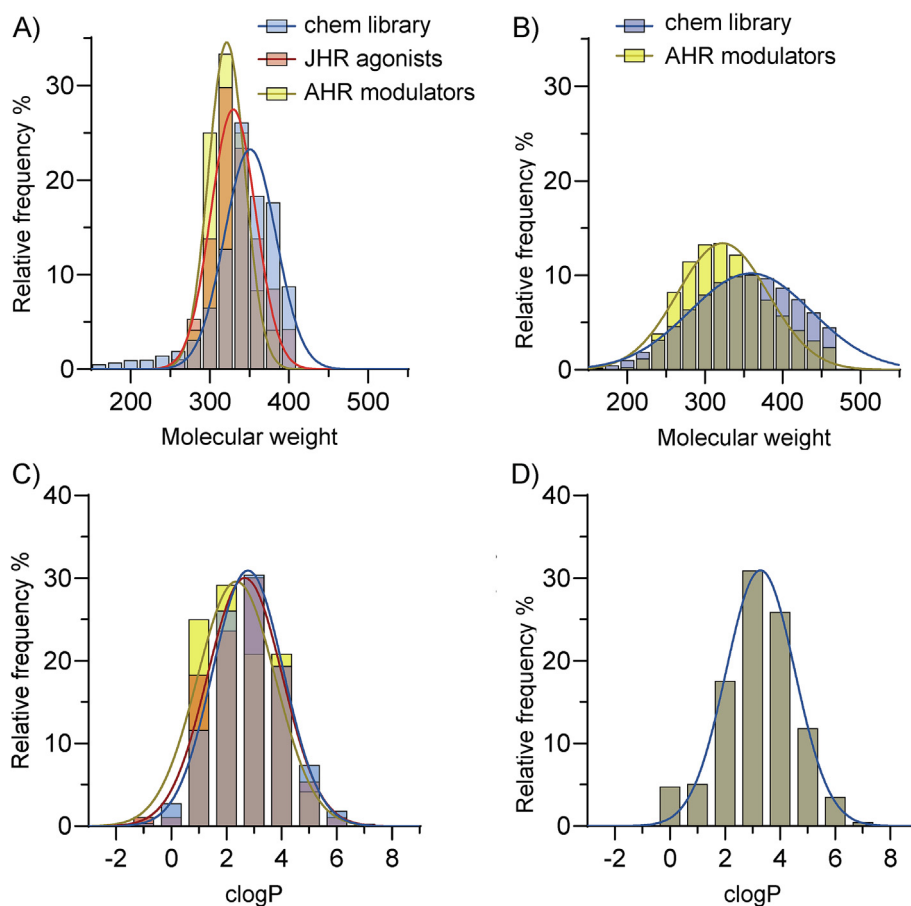 A)
chem library
JHR agonists
AHR modulators
Relative frequency %
30
20
10
0
200 300 400 500
Molecular weight
B)
chem library
AHR modulators
Relative frequency %
30
20
10
0
200 300 400 500
Molecular weight
C)
Relative frequency %
40
30
20
10
0
-2 0 2 4 6 8
clogP
D)
Relative frequency %
40
30
20
10
0
-2 0 2 4 6 8
clogP